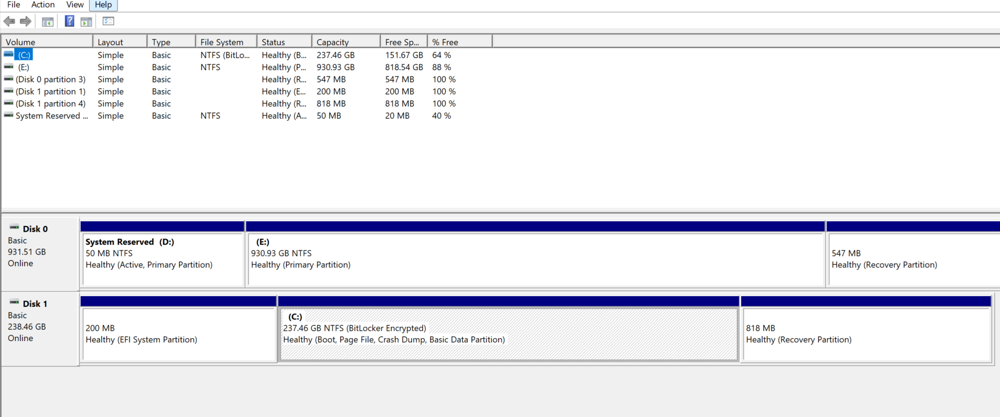 File Action View Help
Volume Layout Type File System Status Capacity Free Sp... % Free
(C:) Simple Basic NTFS (BitLo... Healthy (B... 237.46 GB 151.67 GB 64 %
(E:) Simple Basic NTFS Healthy (P... 930.93 GB 818.54 GB 88 %
(Disk 0 partition 3) Simple Basic Healthy (R... 547 MB 547 MB 100 %
(Disk 1 partition 1) Simple Basic Healthy (E... 200 MB 200 MB 100 %
(Disk 1 partition 4) Simple Basic Healthy (R... 818 MB 818 MB 100 %
System Reserved ... Simple Basic NTFS Healthy (A... 50 MB 20 MB 40 %
Disk 0
Basic
931.51 GB
Online
System Reserved (D:)
50 MB NTFS
Healthy (Active, Primary Partition)
(E:)
930.93 GB NTFS
Healthy (Primary Partition)
547 MB
Healthy (Recovery Partition)
Disk 1
Basic
238.46 GB
Online
200 MB
Healthy (EFI System Partition)
(C:)
237.46 GB NTFS (BitLocker Encrypted)
Healthy (Boot, Page File, Crash Dump, Basic Data Partition)
818 MB
Healthy (Recovery Partition)